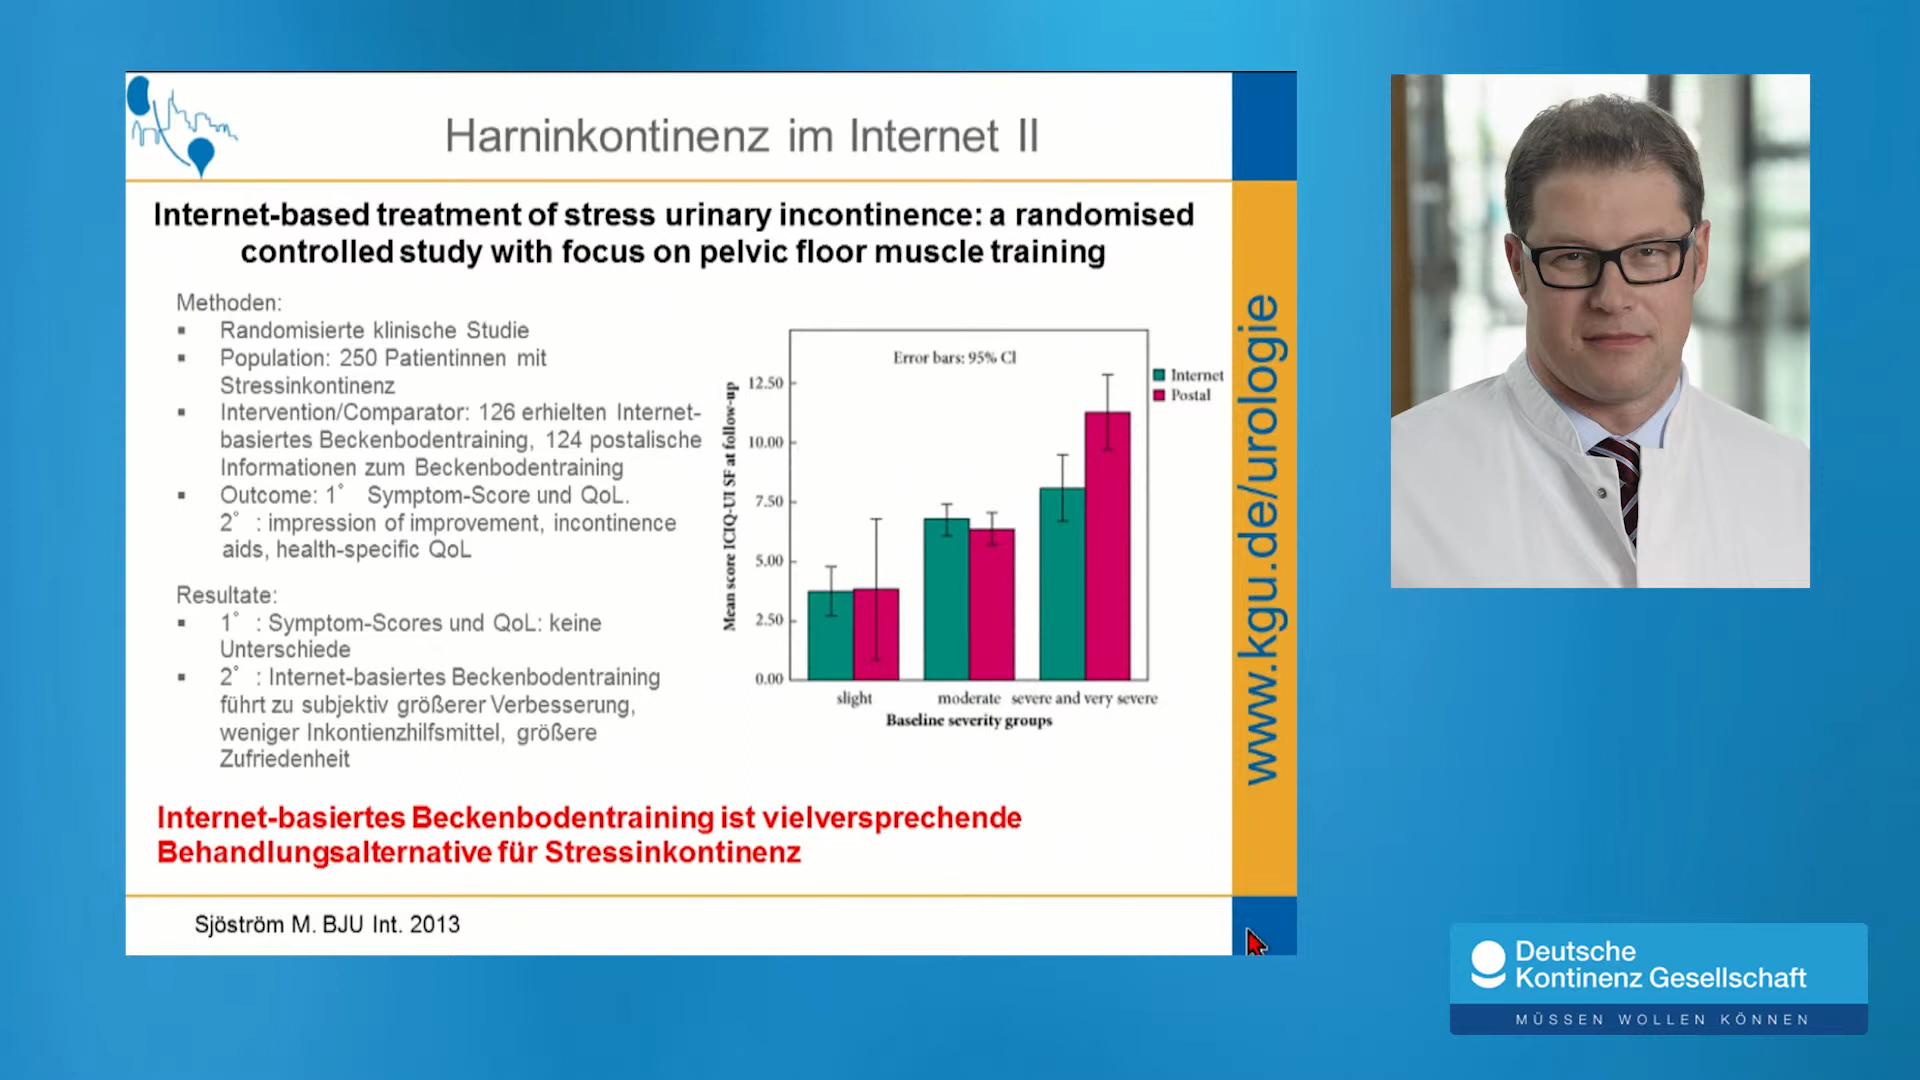 Harninkontinenz im Internet II
Internet-based treatment of stress urinary incontinence: a randomised
controlled study with focus on pelvic floor muscle training
Methoden:
▪ Randomisierte klinische Studie
▪ Population: 250 Patientinnen mit
Stressinkontinenz
▪ Intervention/Comparator: 126 erhielten Internet-
basiertes Beckenbodentraining, 124 postalische
Informationen zum Beckenbodentraining
▪ Outcome: 1° Symptom-Score und QoL.
2° : impression of improvement, incontinence
aids, health-specific QoL
Resultate:
▪ 1° : Symptom-Scores und QoL: keine
Unterschiede
▪ 2° : Internet-basiertes Beckenbodentraining
führt zu subjektiv größerer Verbesserung,
weniger Inkontienzhilfsmittel, größere
Zufriedenheit
Error bars: 95% CI
Internet
Postal
Mean score ICIQ-UI SF at follow-up
12.50
10.00
7.50
5.00
2.50
0.00
slight moderate severe and very severe
Baseline severity groups
Internet-basiertes Beckenbodentraining ist vielversprechende
Behandlungsalternative für Stressinkontinenz
Sjöström M. BJU Int. 2013
www.kgu.de/urologie
Deutsche
Kontinenz Gesellschaft
MÜSSEN WOLLEN KÖNNEN